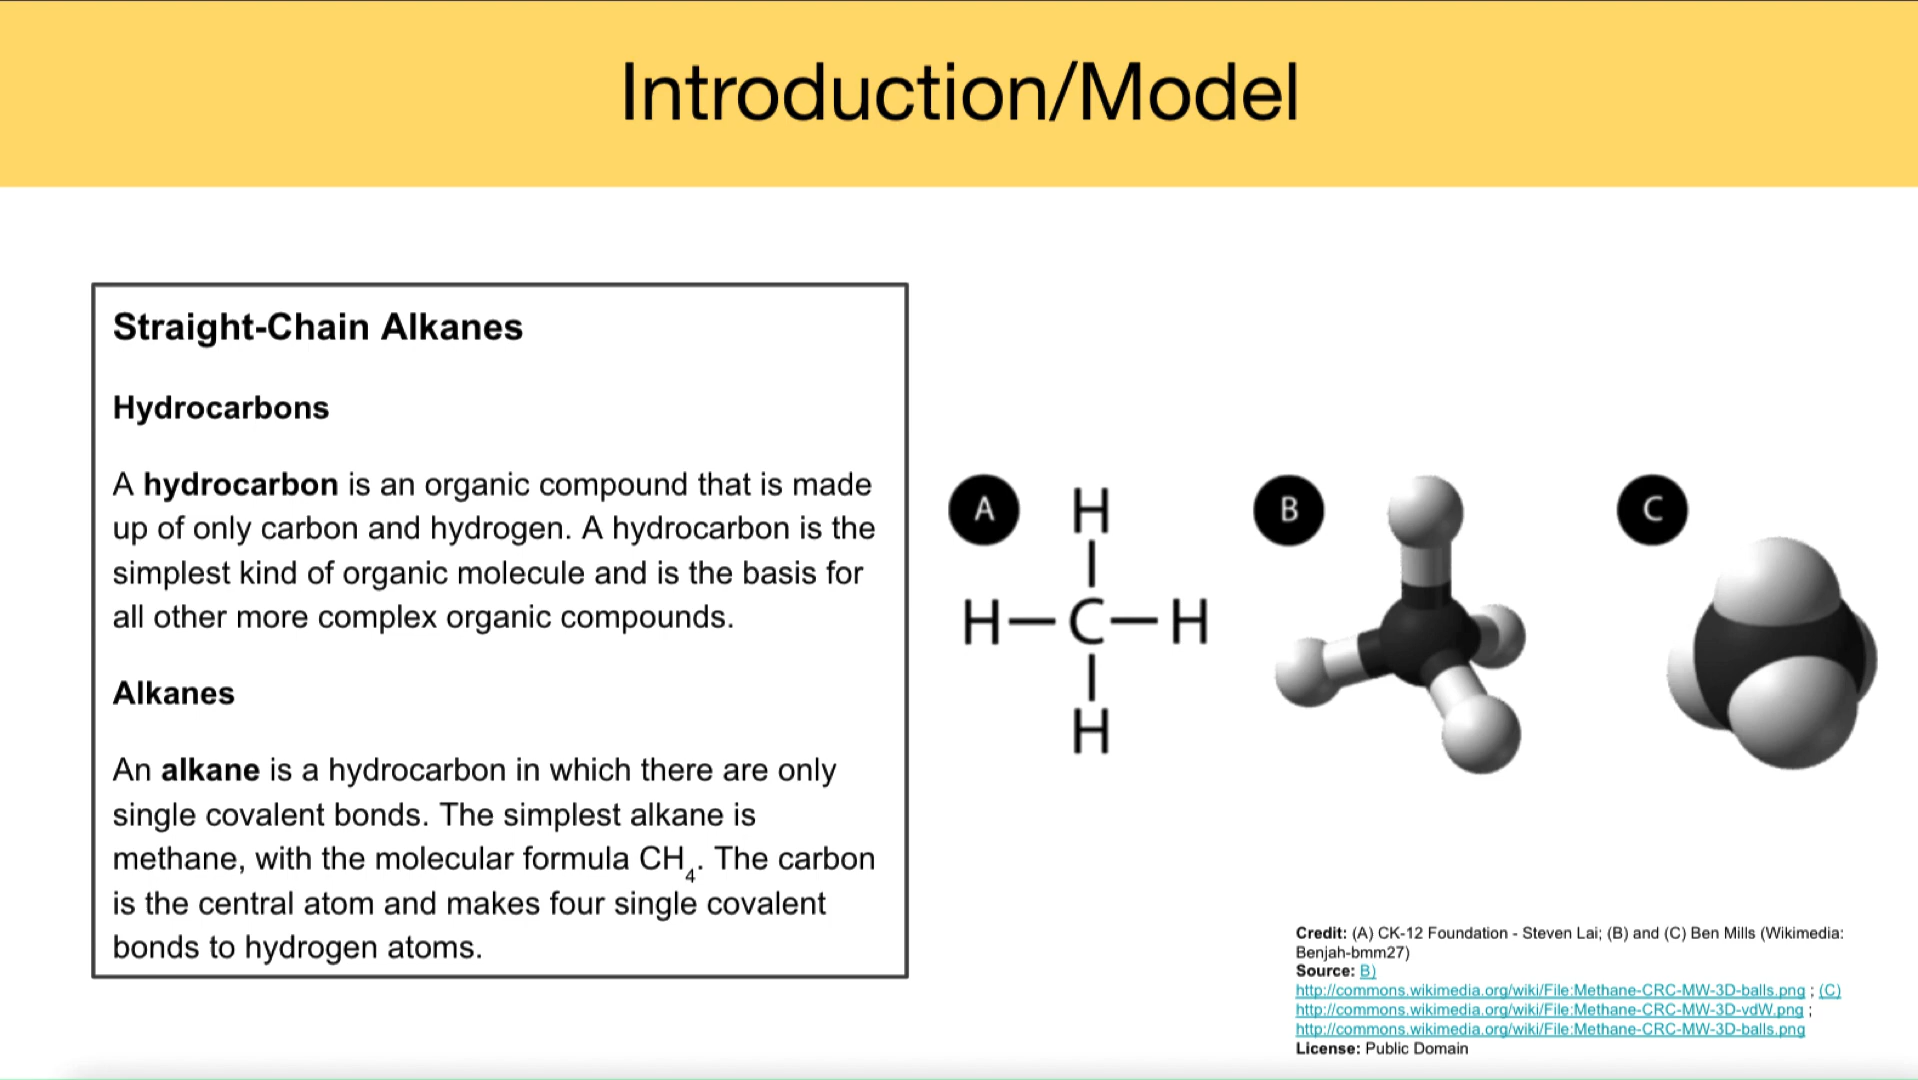 Introduction/Model
Straight-Chain Alkanes
Hydrocarbons
A hydrocarbon is an organic compound that is made
up of only carbon and hydrogen. A hydrocarbon is the
simplest kind of organic molecule and is the basis for
all other more complex organic compounds.
Alkanes
An alkane is a hydrocarbon in which there are only
single covalent bonds. The simplest alkane is
methane, with the molecular formula CH4. The carbon
is the central atom and makes four single covalent
bonds to hydrogen atoms.
A
H
H—C—H
H
B
C
Credit: (A) CK-12 Foundation - Steven Lai; (B) and (C) Ben Mills (Wikimedia:
Benjah-bmm27)
Source: B)
http://commons.wikimedia.org/wiki/File:Methane-CRC-MW-3D-balls.png ; (C)
http://commons.wikimedia.org/wiki/File:Methane-CRC-MW-3D-vdW.png ;
http://commons.wikimedia.org/wiki/File:Methane-CRC-MW-3D-balls.png
License: Public Domain